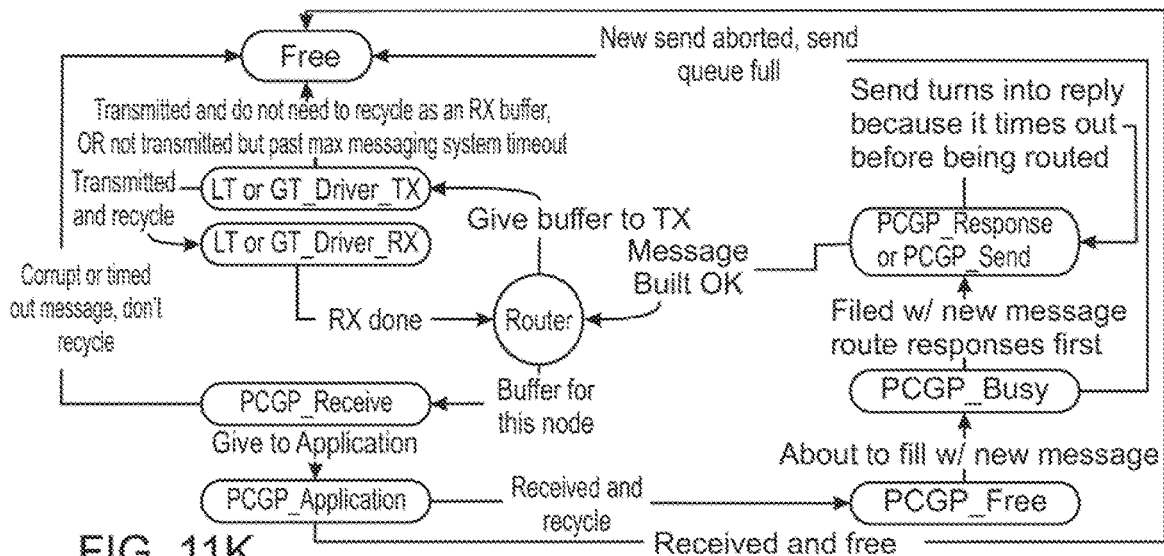 Free
New send aborted, send
queue full
Transmitted and do not need to recycle as an RX buffer,
OR not transmitted but past max messaging system timeout
Send turns into reply
because it times out
before being routed
Transmitted
and recycle
LT or GT_Driver_TX
LT or GT_Driver_RX
Give buffer to TX
Message
Built OK
PCGP_Response
or PCGP_Send
Corrupt or timed
out message, don't
recycle
RX done
Router
Filed w/ new message
route responses first
PCGP_Receive
Buffer for
this node
PCGP_Busy
Give to Application
About to fill w/ new message
PCGP_Application
Received and
recycle
PCGP_Free
Received and free
FIG. 11K